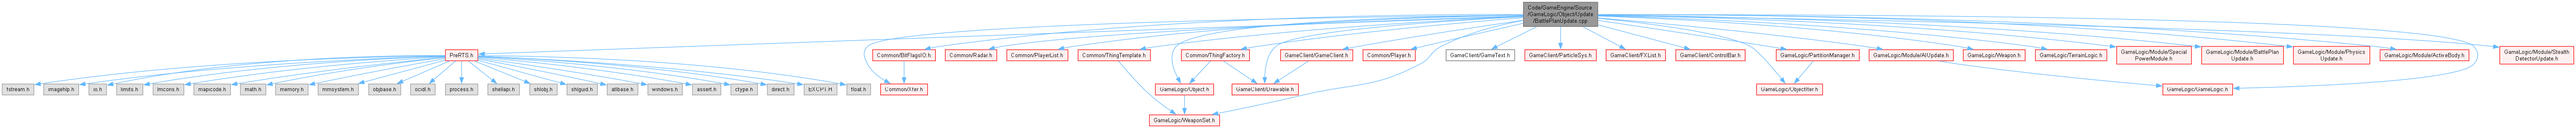 Code/GameEngine/Source
/GameLogic/Object/Update
/BattlePlanUpdate.cpp
PreRTS.h
Common/BitFlagsIO.h
Common/Radar.h
Common/PlayerList.h
Common/ThingTemplate.h
Common/ThingFactory.h
GameClient/GameClient.h
Common/Player.h
GameClient/GameText.h
GameClient/ParticleSys.h
GameClient/FXList.h
GameClient/ControlBar.h
GameLogic/PartitionManager.h
GameLogic/Module/AIUpdate.h
GameLogic/Weapon.h
GameLogic/TerrainLogic.h
GameLogic/Module/Special
PowerModule.h
GameLogic/Module/BattlePlan
Update.h
GameLogic/Module/Physics
Update.h
GameLogic/Module/ActiveBody.h
GameLogic/Module/Stealth
DetectorUpdate.h
fstream.h
imagehlp.h
io.h
limits.h
lmcons.h
mapicode.h
math.h
memory.h
mmsystem.h
objbase.h
ocidl.h
process.h
shellapi.h
shlobj.h
shlguid.h
atlbase.h
windows.h
assert.h
ctype.h
direct.h
EXCPT.H
float.h
Common/Xfer.h
GameLogic/Object.h
GameClient/Drawable.h
GameLogic/ObjectIter.h
GameLogic/GameLogic.h
GameLogic/WeaponSet.h